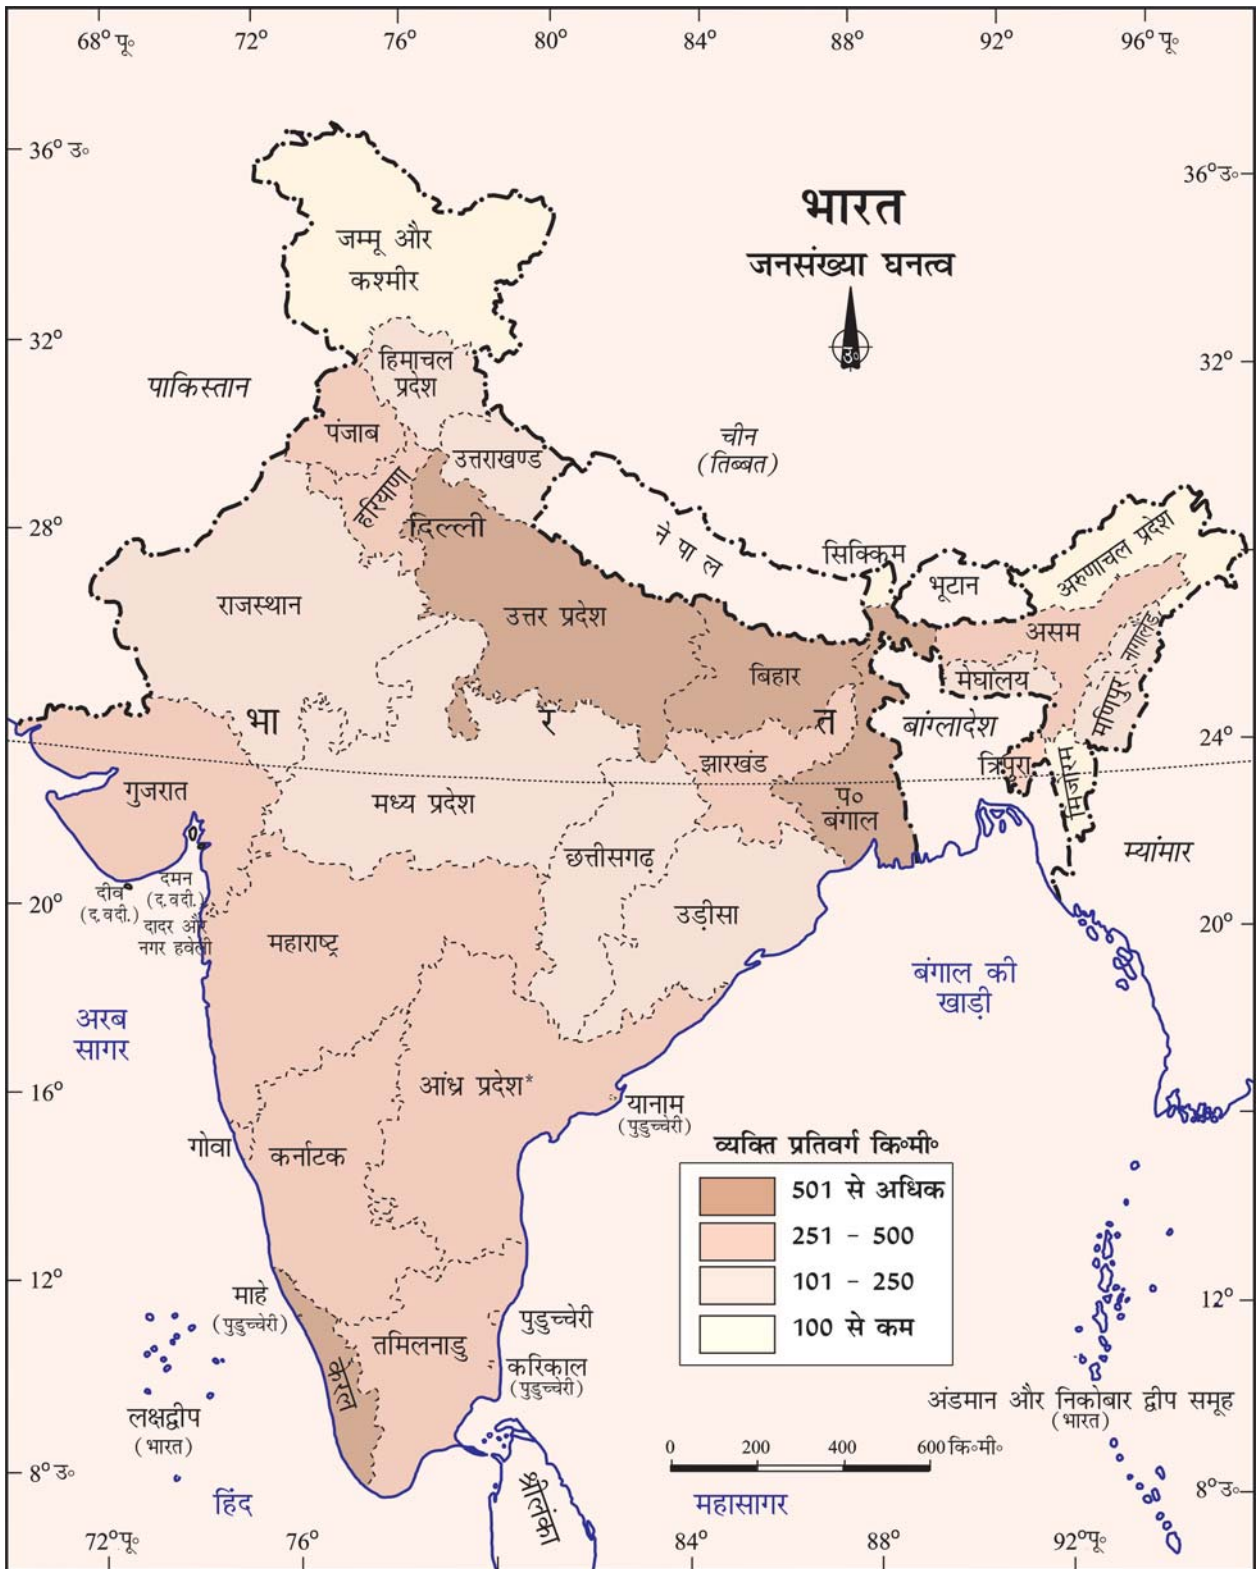 68° पू॰ 72° 76° 80° 84° 88° 92° 96° पू॰
36° उ॰
36° उ॰
भारत
जनसंख्या घनत्व
उ॰
जम्मू और
कश्मीर
32°
32°
हिमाचल
प्रदेश
पाकिस्तान
पंजाब
चीन
(तिब्बत)
उत्तराखण्ड
हरियाणा
दिल्ली
28°
नेपाल
सिक्किम
भूटान
अरुणाचल प्रदेश
राजस्थान
उत्तर प्रदेश
असम
नागालैंड
बिहार
मेघालय
मणिपुर
भा र त
बांग्लादेश
24°
झारखंड
त्रिपुरा
मिजोरम
गुजरात
मध्य प्रदेश
प०
बंगाल
छत्तीसगढ़
म्यांमार
दीव
(द.वदी.)
दमन
(द.वदी.)
20°
20°
दादर और
नगर हवेली
महाराष्ट्र
उड़ीसा
बंगाल की
खाड़ी
अरब
सागर
16°
आंध्र प्रदेश*
यानाम
(पुडुच्चेरी)
गोवा
कर्नाटक
व्यक्ति प्रतिवर्ग कि॰मी॰
501 से अधिक
251 - 500
101 - 250
100 से कम
12°
12°
माहे
(पुडुच्चेरी)
पुडुच्चेरी
तमिलनाडु
केरल
करिकाल
(पुडुच्चेरी)
लक्षद्वीप
(भारत)
अंडमान और निकोबार द्वीप समूह
(भारत)
0 200 400 600 कि॰मी॰
8° उ॰
8° उ॰
हिंद
महासागर
श्रीलंका
72° पू॰ 76° 84° 88° 92° पू॰